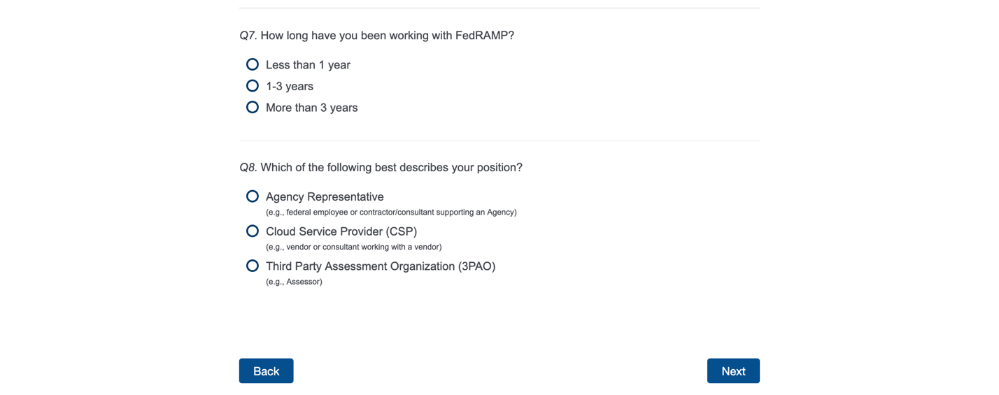 Q7. How long have you been working with FedRAMP?
Less than 1 year
1-3 years
More than 3 years
Q8. Which of the following best describes your position?
Agency Representative
(e.g., federal employee or contractor/consultant supporting an Agency)
Cloud Service Provider (CSP)
(e.g., vendor or consultant working with a vendor)
Third Party Assessment Organization (3PAO)
(e.g., Assessor)
Back
Next